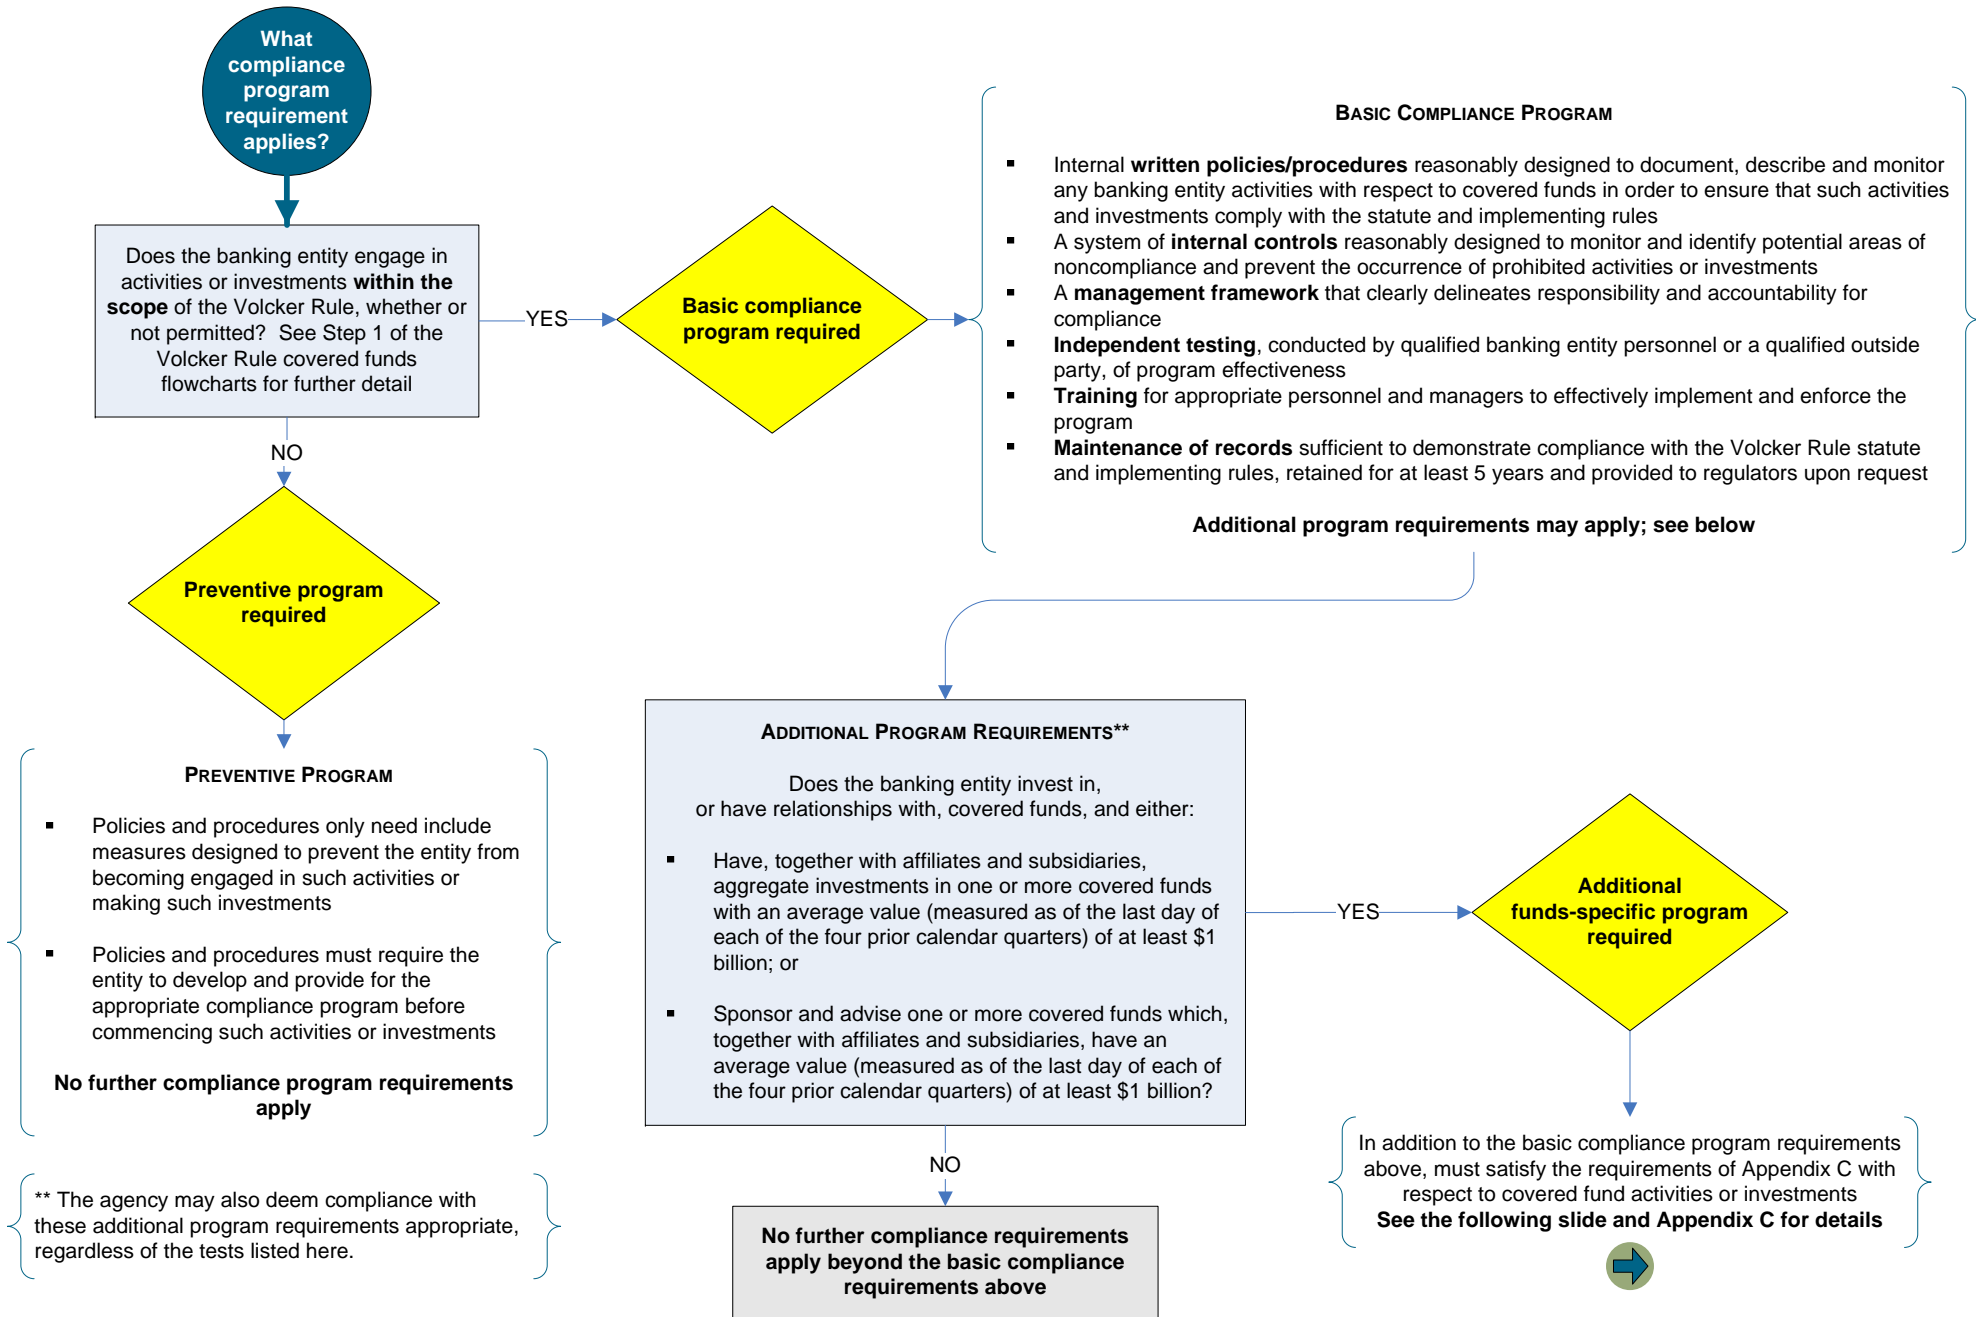 What
compliance
program
requirement
applies?
Does the banking entity engage in
activities or investments within the
scope of the Volcker Rule, whether or
not permitted?  See Step 1 of the
Volcker Rule covered funds
flowcharts for further detail
YES
Basic compliance
program required
BASIC COMPLIANCE PROGRAM
▪ Internal written policies/procedures reasonably designed to document, describe and monitor
any banking entity activities with respect to covered funds in order to ensure that such activities
and investments comply with the statute and implementing rules
▪ A system of internal controls reasonably designed to monitor and identify potential areas of
noncompliance and prevent the occurrence of prohibited activities or investments
▪ A management framework that clearly delineates responsibility and accountability for
compliance
▪ Independent testing, conducted by qualified banking entity personnel or a qualified outside
party, of program effectiveness
▪ Training for appropriate personnel and managers to effectively implement and enforce the
program
▪ Maintenance of records sufficient to demonstrate compliance with the Volcker Rule statute
and implementing rules, retained for at least 5 years and provided to regulators upon request
Additional program requirements may apply; see below
NO
Preventive program
required
PREVENTIVE PROGRAM
▪ Policies and procedures only need include
measures designed to prevent the entity from
becoming engaged in such activities or
making such investments
▪ Policies and procedures must require the
entity to develop and provide for the
appropriate compliance program before
commencing such activities or investments
No further compliance program requirements
apply
** The agency may also deem compliance with
these additional program requirements appropriate,
regardless of the tests listed here.
ADDITIONAL PROGRAM REQUIREMENTS**
Does the banking entity invest in,
or have relationships with, covered funds, and either:
▪ Have, together with affiliates and subsidiaries,
aggregate investments in one or more covered funds
with an average value (measured as of the last day of
each of the four prior calendar quarters) of at least $1
billion; or
▪ Sponsor and advise one or more covered funds which,
together with affiliates and subsidiaries, have an
average value (measured as of the last day of each of
the four prior calendar quarters) of at least $1 billion?
YES
Additional
funds-specific program
required
NO
No further compliance requirements
apply beyond the basic compliance
requirements above
In addition to the basic compliance program requirements
above, must satisfy the requirements of Appendix C with
respect to covered fund activities or investments
See the following slide and Appendix C for details